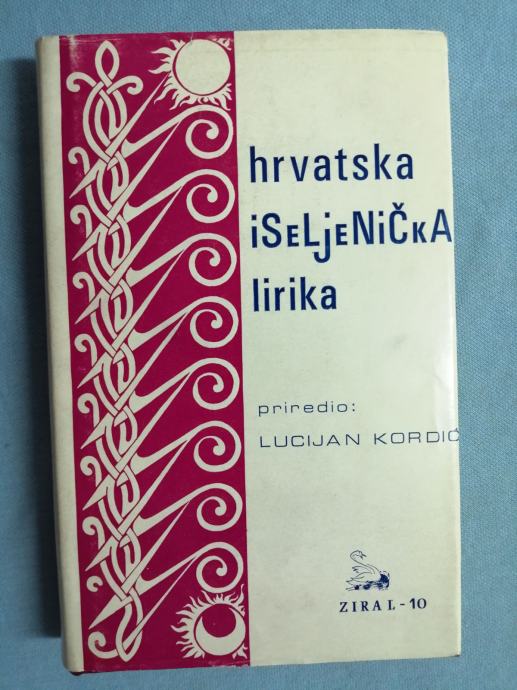 hrvatska
iSeLjeNiČkA
lirika
priredio:
LUCIJAN KORDIĆ
ZIRAL-10